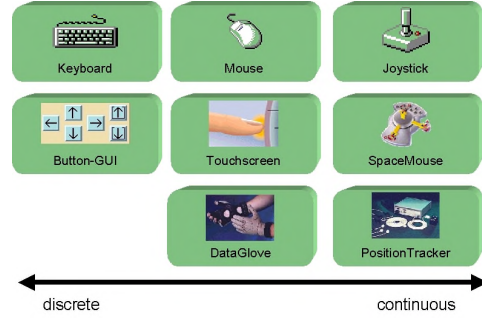 Keyboard
Mouse
Joystick
Button-GUI
Touchscreen
SpaceMouse
DataGlove
PositionTracker
discrete
continuous